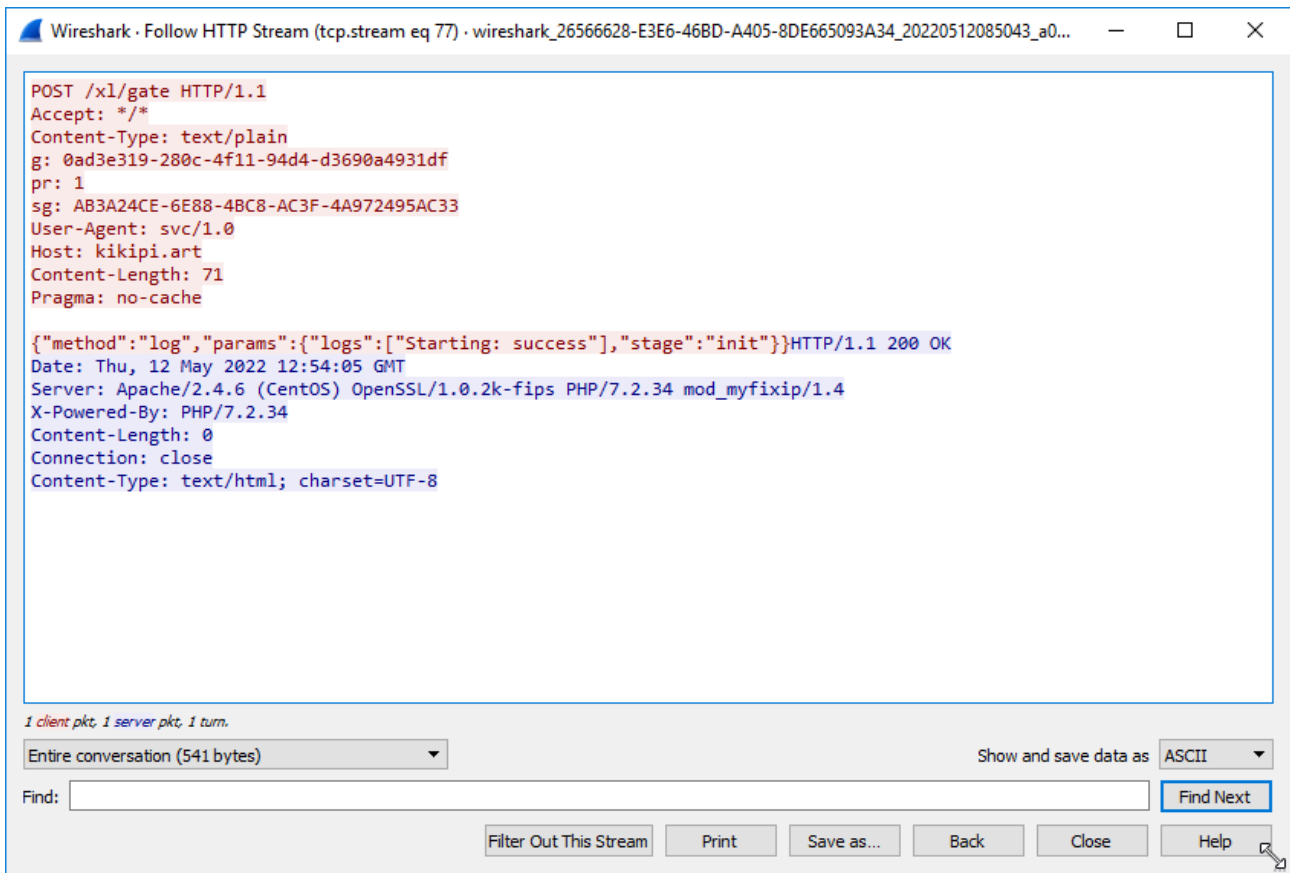 Wireshark · Follow HTTP Stream (tcp.stream eq 77) · wireshark_26566628-E3E6-46BD-A405-8DE665093A34_20220512085043_a0...
POST /xl/gate HTTP/1.1
Accept: */*
Content-Type: text/plain
g: 0ad3e319-280c-4f11-94d4-d3690a4931df
pr: 1
sg: AB3A24CE-6E88-4BC8-AC3F-4A972495AC33
User-Agent: svc/1.0
Host: kikipi.art
Content-Length: 71
Pragma: no-cache
{"method":"log","params":{"logs":["Starting: success"],"stage":"init"}}HTTP/1.1 200 OK
Date: Thu, 12 May 2022 12:54:05 GMT
Server: Apache/2.4.6 (CentOS) OpenSSL/1.0.2k-fips PHP/7.2.34 mod_myfixip/1.4
X-Powered-By: PHP/7.2.34
Content-Length: 0
Connection: close
Content-Type: text/html; charset=UTF-8
1 client pkt, 1 server pkt, 1 turn.
Entire conversation (541 bytes) Show and save data as ASCII
Find: Find Next
Filter Out This Stream Print Save as... Back Close Help